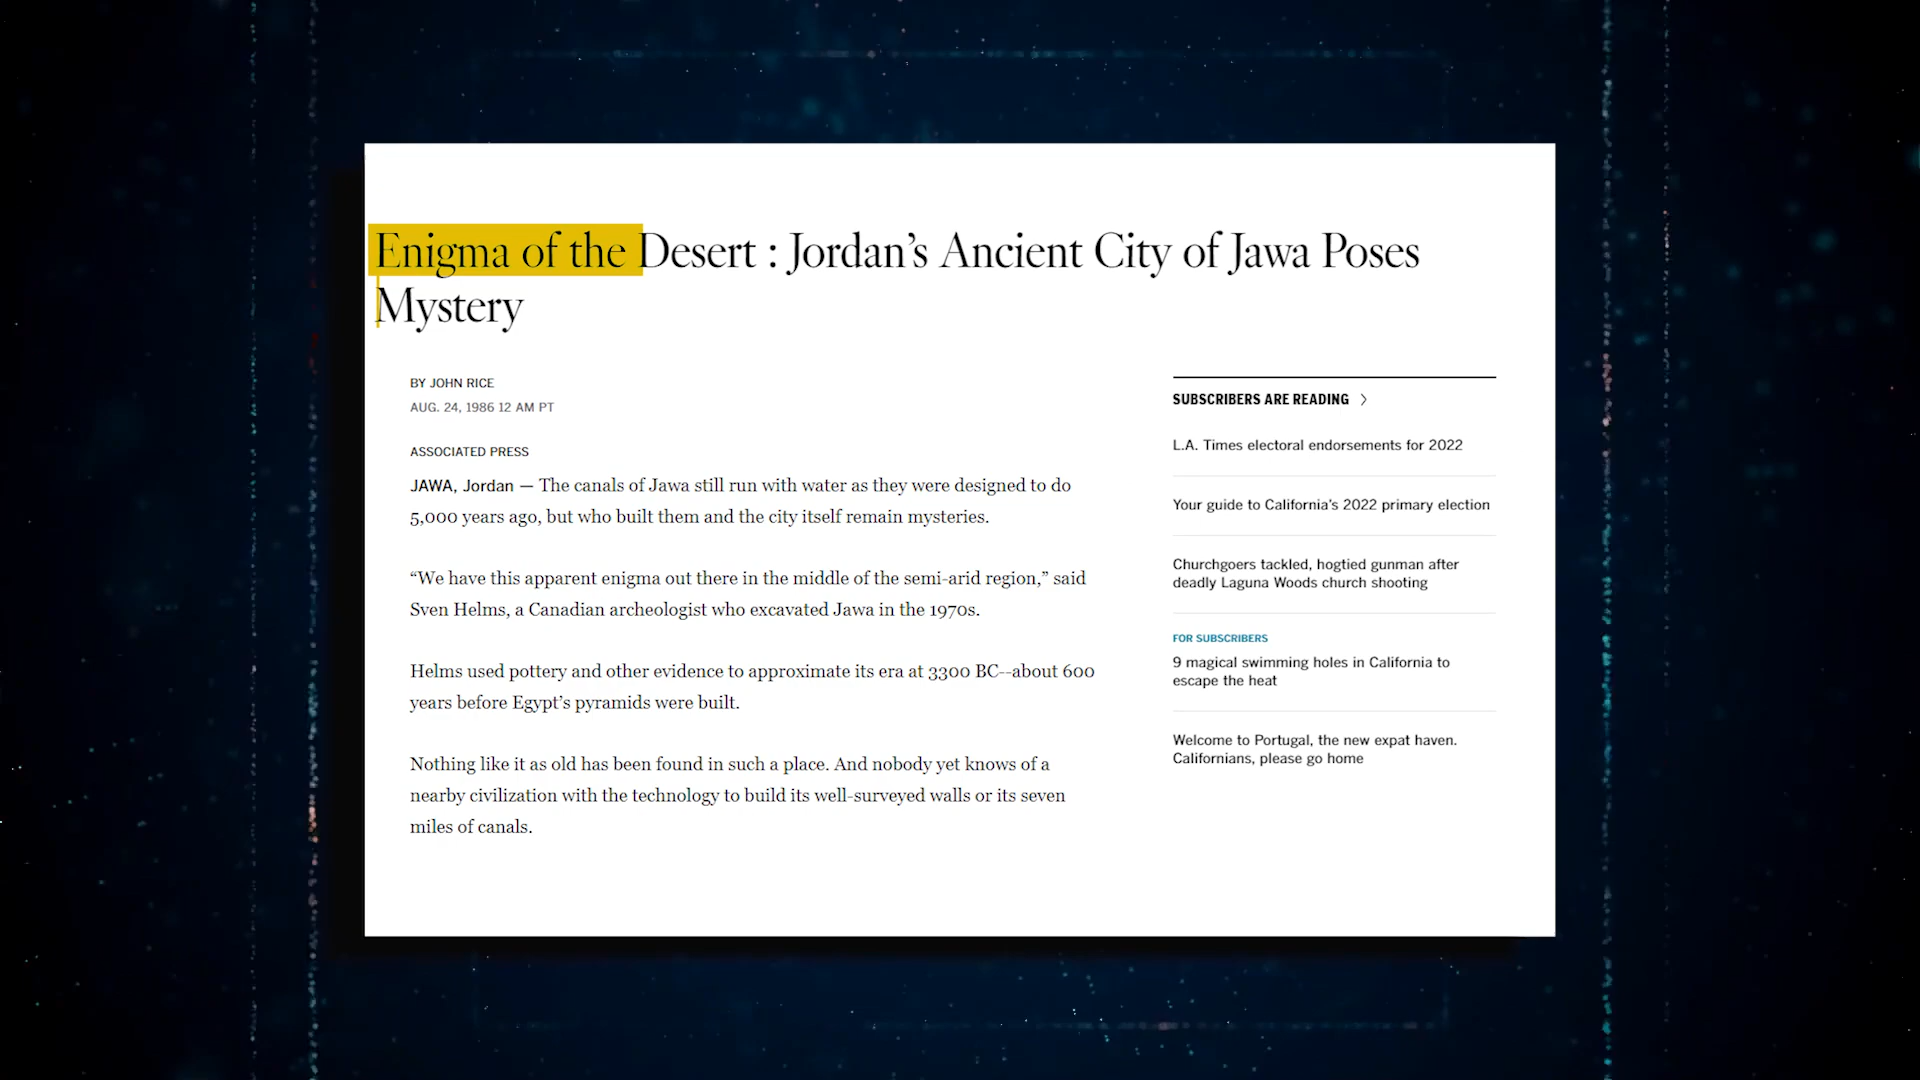 Enigma of the Desert : Jordan’s Ancient City of Jawa Poses
Mystery
BY JOHN RICE
AUG. 24, 1986 12 AM PT
ASSOCIATED PRESS
JAWA, Jordan — The canals of Jawa still run with water as they were designed to do
5,000 years ago, but who built them and the city itself remain mysteries.
“We have this apparent enigma out there in the middle of the semi-arid region,” said
Sven Helms, a Canadian archeologist who excavated Jawa in the 1970s.
Helms used pottery and other evidence to approximate its era at 3300 BC--about 600
years before Egypt’s pyramids were built.
Nothing like it as old has been found in such a place. And nobody yet knows of a
nearby civilization with the technology to build its well-surveyed walls or its seven
miles of canals.
SUBSCRIBERS ARE READING >
L.A. Times electoral endorsements for 2022
Your guide to California’s 2022 primary election
Churchgoers tackled, hogtied gunman after
deadly Laguna Woods church shooting
FOR SUBSCRIBERS
9 magical swimming holes in California to
escape the heat
Welcome to Portugal, the new expat haven.
Californians, please go home